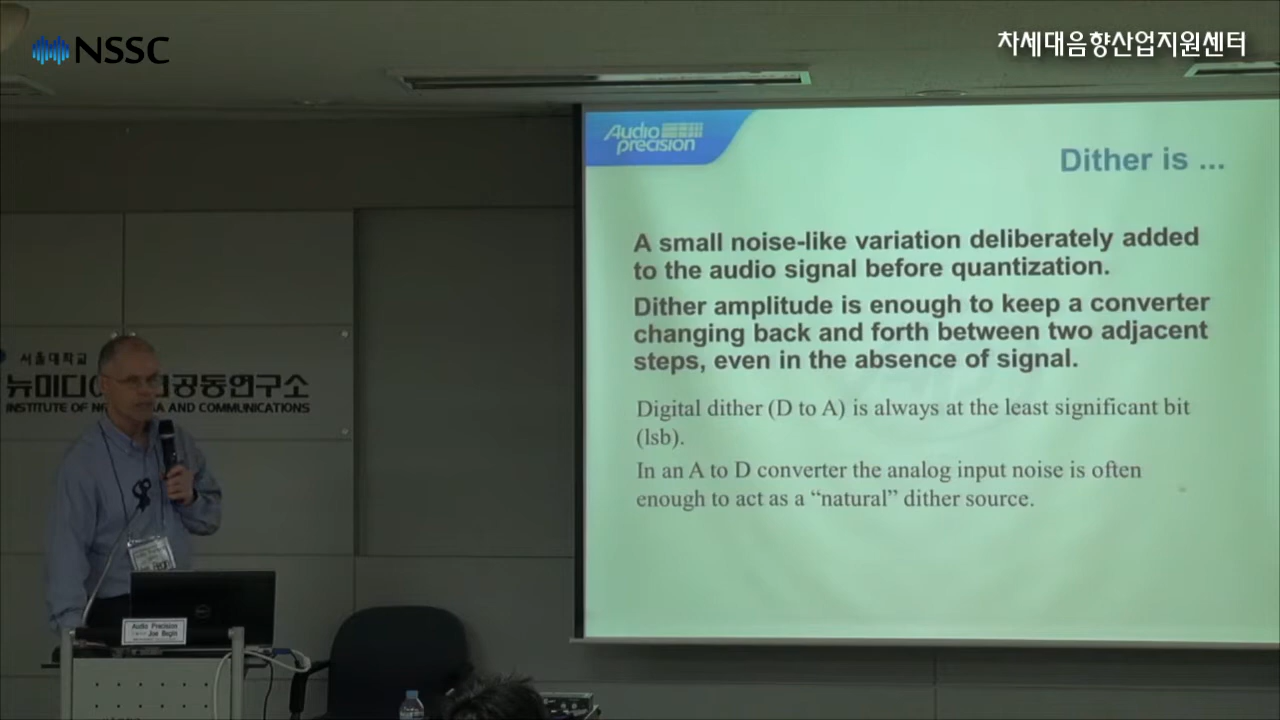 NSSC
차세대음향산업지원센터
Audio precision
Dither is ...
A small noise-like variation deliberately added
to the audio signal before quantization.
Dither amplitude is enough to keep a converter
changing back and forth between two adjacent
steps, even in the absence of signal.
Digital dither (D to A) is always at the least significant bit
(lsb).
In an A to D converter the analog input noise is often
enough to act as a “natural” dither source.
서울대학교
뉴미디어 공동연구소
INSTITUTE OF AND COMMUNICATIONS
Audio Precision
Joe Begin
DELL